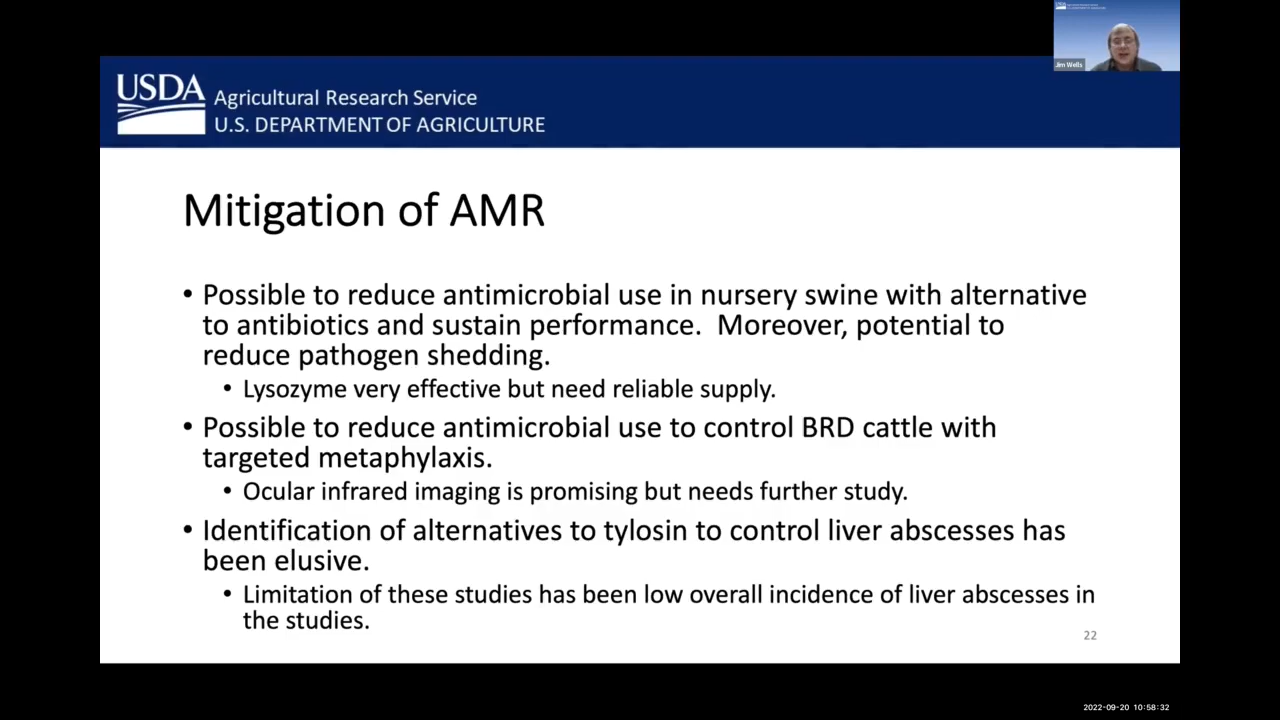 USDA
Agricultural Research Service
U.S. DEPARTMENT OF AGRICULTURE
Jim Wells
Mitigation of AMR
• Possible to reduce antimicrobial use in nursery swine with alternative
to antibiotics and sustain performance.  Moreover, potential to
reduce pathogen shedding.
• Lysozyme very effective but need reliable supply.
• Possible to reduce antimicrobial use to control BRD cattle with
targeted metaphylaxis.
• Ocular infrared imaging is promising but needs further study.
• Identification of alternatives to tylosin to control liver abscesses has
been elusive.
• Limitation of these studies has been low overall incidence of liver abscesses in
the studies.
22
2022-09-20 10:58:32